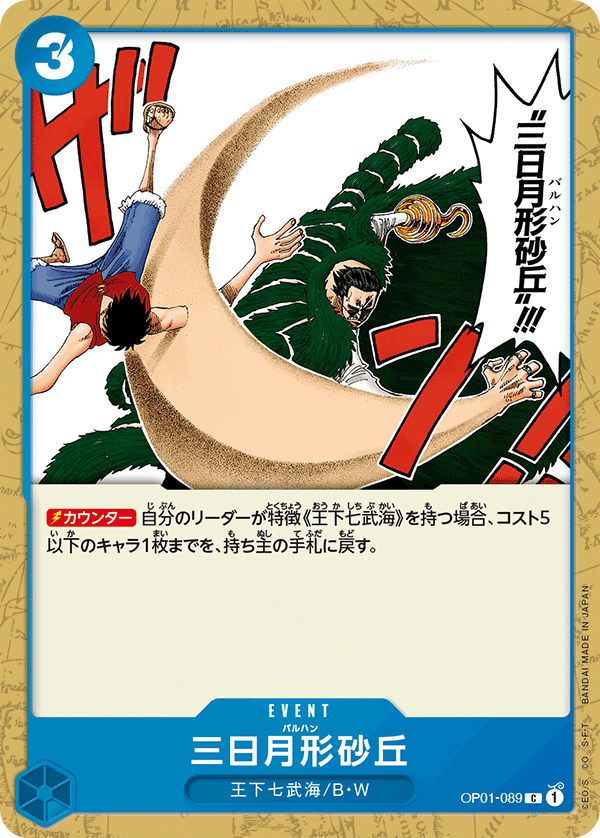 3
ザ
"三日月形砂丘"!!!
バルハン
カウンター 自分のリーダーが特徴《王下七武海》を持つ場合、コスト5
以下のキャラ1枚までを、持ち主の手札に戻す。
EVENT
バルハン
三日月形砂丘
王下七武海/B・W
OP01-089 C 1
©E.O/S. ©O S・F・T BANDAI MADE IN JAPAN